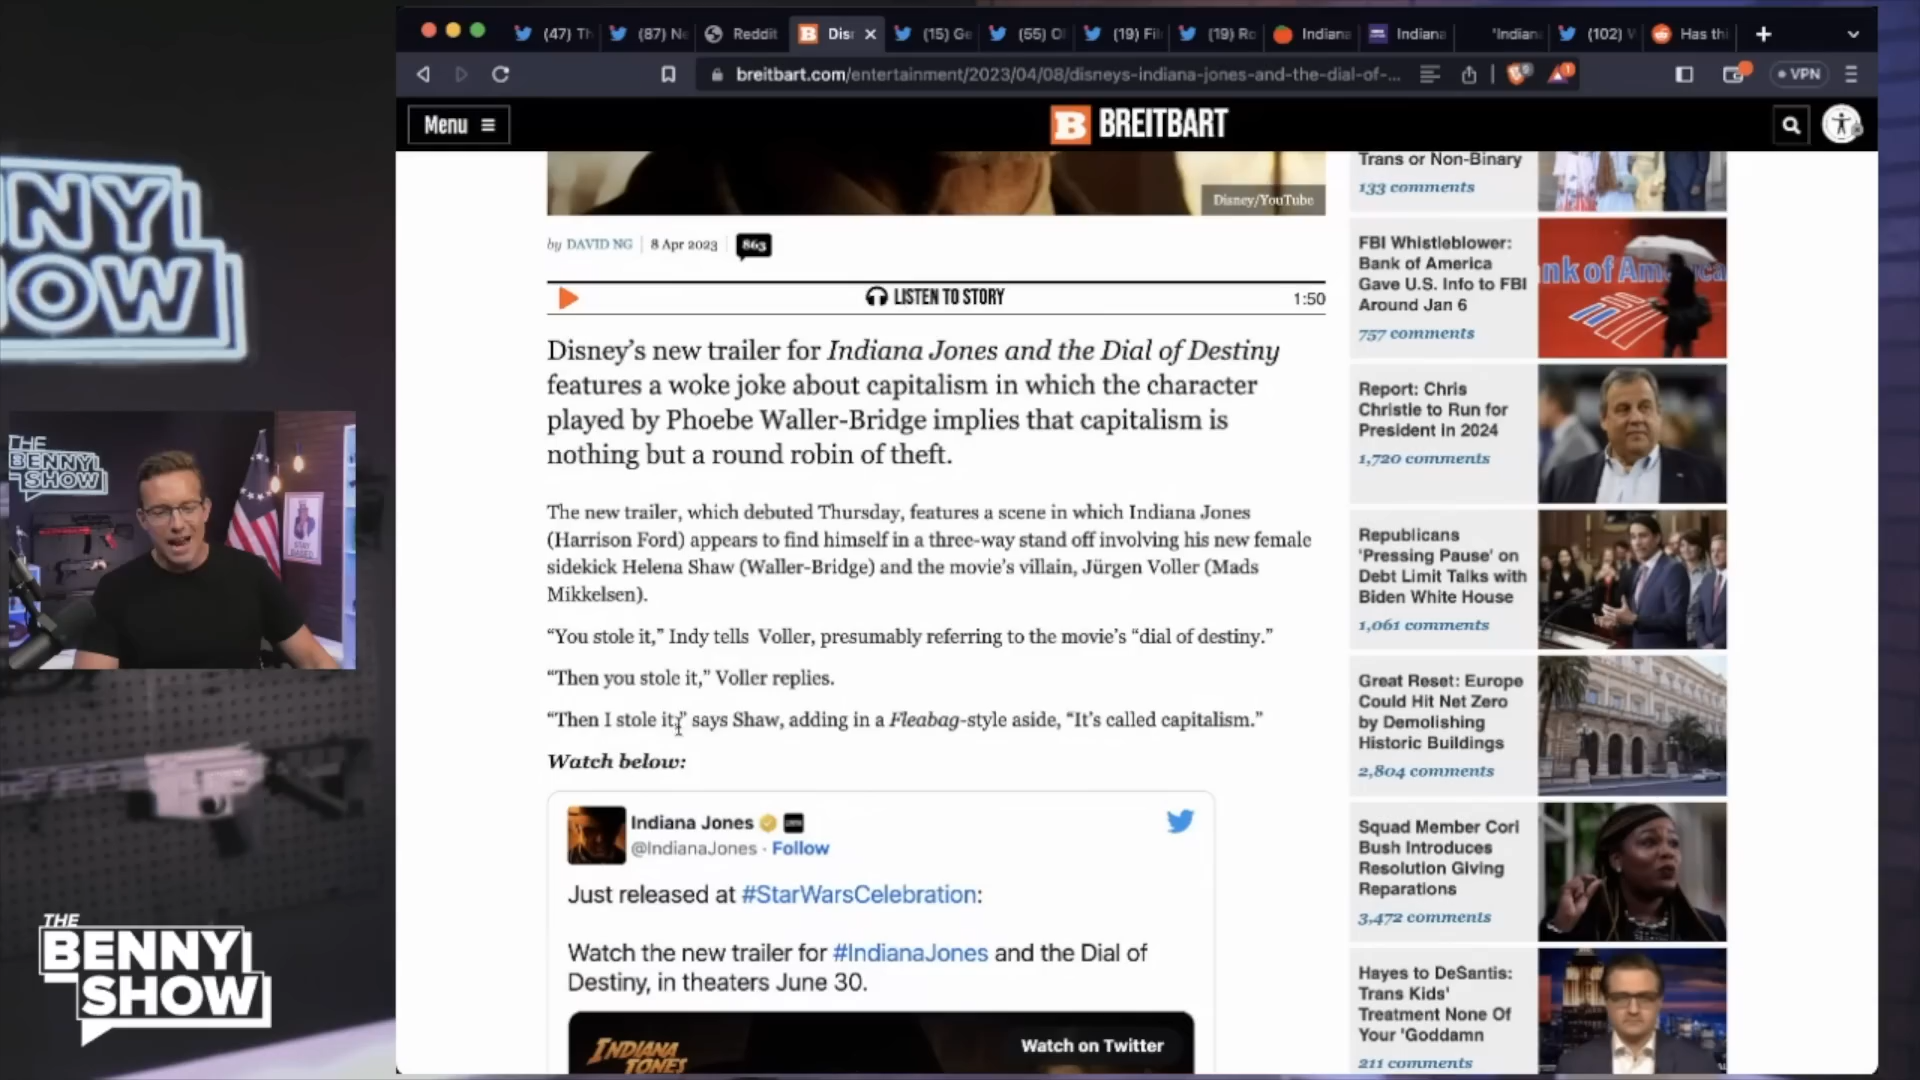 (47) Th
(87) Ne
Reddit
Dis
(15) Ge
(55) O
(19) Fil
(19) Ro
Indiana
Indiana
"Indian
(102) V
Has thi
breitbart.com/entertainment/2023/04/08/disneys-indiana-jones-and-the-dial-of-...
VPN
Menu
B BREITBART
NNY
SHOW
THE
BENNY
SHOW
THE
BENNY
SHOW
Disney/YouTube
by DAVID NG | 8 Apr 2023
863
LISTEN TO STORY
1:50
Disney's new trailer for Indiana Jones and the Dial of Destiny
features a woke joke about capitalism in which the character
played by Phoebe Waller-Bridge implies that capitalism is
nothing but a round robin of theft.
The new trailer, which debuted Thursday, features a scene in which Indiana Jones
(Harrison Ford) appears to find himself in a three-way stand off involving his new female
sidekick Helena Shaw (Waller-Bridge) and the movie's villain, Jürgen Voller (Mads
Mikkelsen).
“You stole it,” Indy tells Voller, presumably referring to the movie's “dial of destiny.”
“Then you stole it,” Voller replies.
“Then I stole it,” says Shaw, adding in a Fleabag-style aside, “It's called capitalism.”
Watch below:
Indiana Jones
@IndianaJones · Follow
Just released at #StarWarsCelebration:
Watch the new trailer for #IndianaJones and the Dial of
Destiny, in theaters June 30.
INDIANA
JONES
Watch on Twitter
Trans or Non-Binary
133 comments
FBI Whistleblower:
Bank of America
Gave U.S. Info to FBI
Around Jan 6
757 comments
nk of America
Report: Chris
Christie to Run for
President in 2024
1,720 comments
Republicans
'Pressing Pause' on
Debt Limit Talks with
Biden White House
1,061 comments
Great Reset: Europe
Could Hit Net Zero
by Demolishing
Historic Buildings
2,804 comments
Squad Member Cori
Bush Introduces
Resolution Giving
Reparations
3,472 comments
Hayes to DeSantis:
Trans Kids'
Treatment None Of
Your 'Goddamn
211 comments